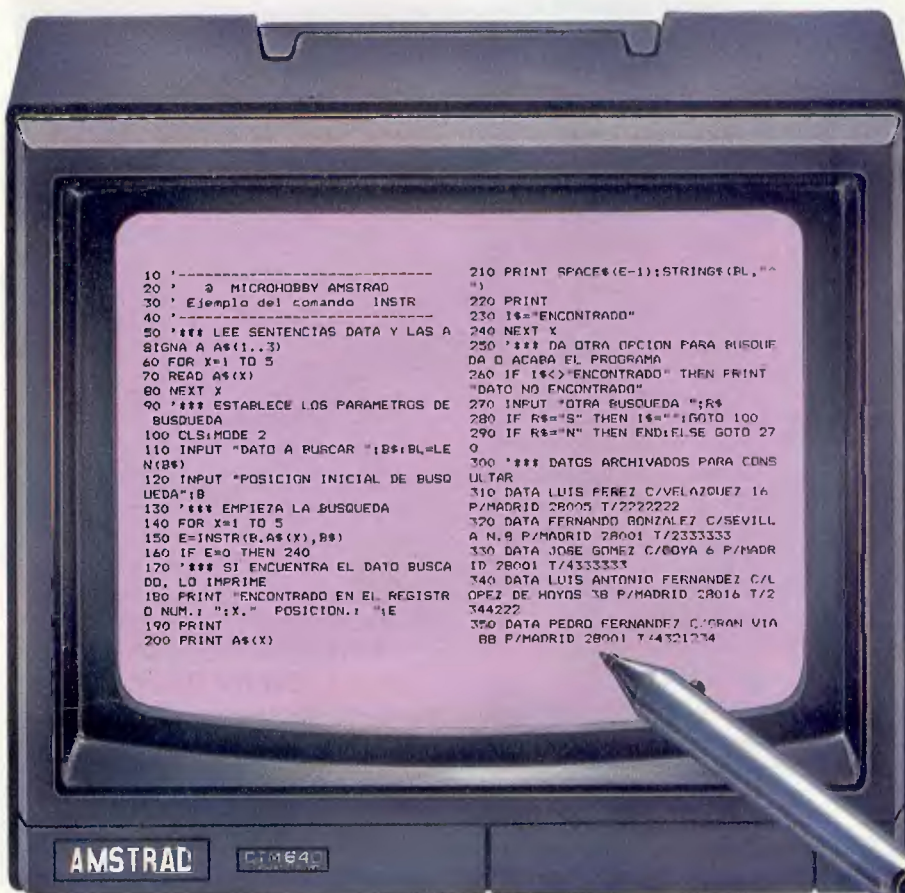 10 '------------------------------
20 '   @ MICROHOBBY AMSTRAD
30 ' Ejemplo del comando INSTR
40 '------------------------------
50 '*** LEE SENTENCIAS DATA Y LAS A
SIGNA A A$(1..3)
60 FOR X=1 TO 5
70 READ A$(X)
80 NEXT X
90 '*** ESTABLECE LOS PARAMETROS DE
 BUSQUEDA
100 CLS:MODE 2
110 INPUT "DATO A BUSCAR ";B$:BL=LE
N(B$)
120 INPUT "POSICION INICIAL DE BUSQ
UEDA";B
130 '*** EMPIEZA LA BUSQUEDA
140 FOR X=1 TO 5
150 E=INSTR(B,A$(X),B$)
160 IF E=0 THEN 240
170 '*** SI ENCUENTRA EL DATO BUSCA
DO, LO IMPRIME
180 PRINT "ENCONTRADO EN EL REGISTR
O NUM.: ";X,"  POSICION.: ";E
190 PRINT
200 PRINT A$(X)
210 PRINT SPACE$(E-1);STRING$(BL,"^
")
220 PRINT
230 I$="ENCONTRADO"
240 NEXT X
250 '*** DA OTRA OPCION PARA BUSQUE
DA O ACABA EL PROGRAMA
260 IF I$<>"ENCONTRADO" THEN PRINT
"DATO NO ENCONTRADO"
270 INPUT "OTRA BUSQUEDA ";R$
280 IF R$="S" THEN I$="":GOTO 100
290 IF R$="N" THEN END:ELSE GOTO 27
0
300 '*** DATOS ARCHIVADOS PARA CONS
ULTAR
310 DATA LUIS PEREZ C/VELAZQUEZ 16
P/MADRID 28005 T/2222222
320 DATA FERNANDO GONZALEZ C/SEVILL
A N.8 P/MADRID 28001 T/2333333
330 DATA JOSE GOMEZ C/GOYA 6 P/MADR
ID 28001 T/4333333
340 DATA LUIS ANTONIO FERNANDEZ C/L
OPEZ DE HOYOS 38 P/MADRID 28016 T/2
344222
350 DATA PEDRO FERNANDEZ C/GRAN VIA
 88 P/MADRID 28001 T/4321234
AMSTRAD
CTM640